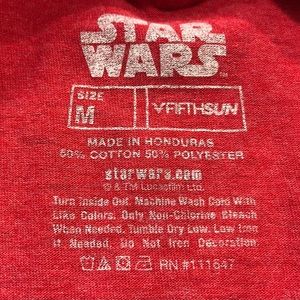 STAR
WARS™
SIZE
M
FIFTHSUN
MADE IN HONDURAS
50% COTTON 50% POLYESTER
starwars.com
© & TM Lucasfilm Ltd.
Turn Inside Out. Machine Wash Cold With
Like Colors. Only Non-Chlorine Bleach
When Needed. Tumble Dry Low. Low Iron
If Needed. Do Not Iron Decoration
RN #111547